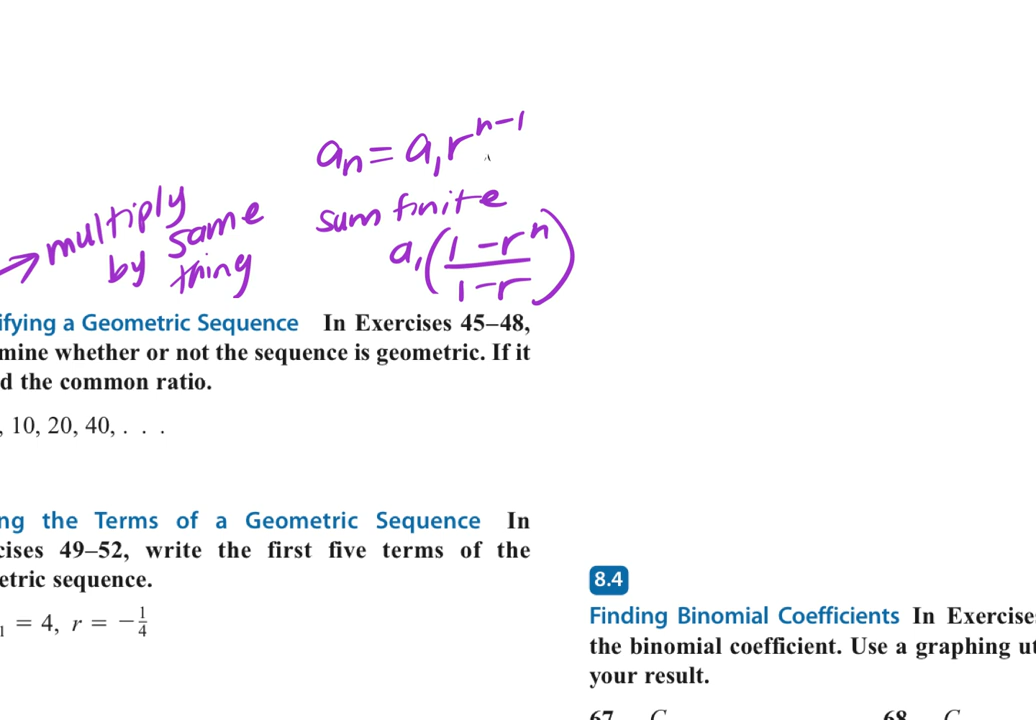 aₙ = a₁rⁿ⁻¹
multiply
by same
thing
sum finite
a₁(1-rⁿ/1-r)
ifying a Geometric Sequence In Exercises 45–48,
mine whether or not the sequence is geometric. If it
d the common ratio.
, 10, 20, 40, . . .
ng the Terms of a Geometric Sequence In
cises 49–52, write the first five terms of the
etric sequence.
₁ = 4, r = -1/4
8.4
Finding Binomial Coefficients In Exercise
the binomial coefficient. Use a graphing ut
your result.
67 C 68 C